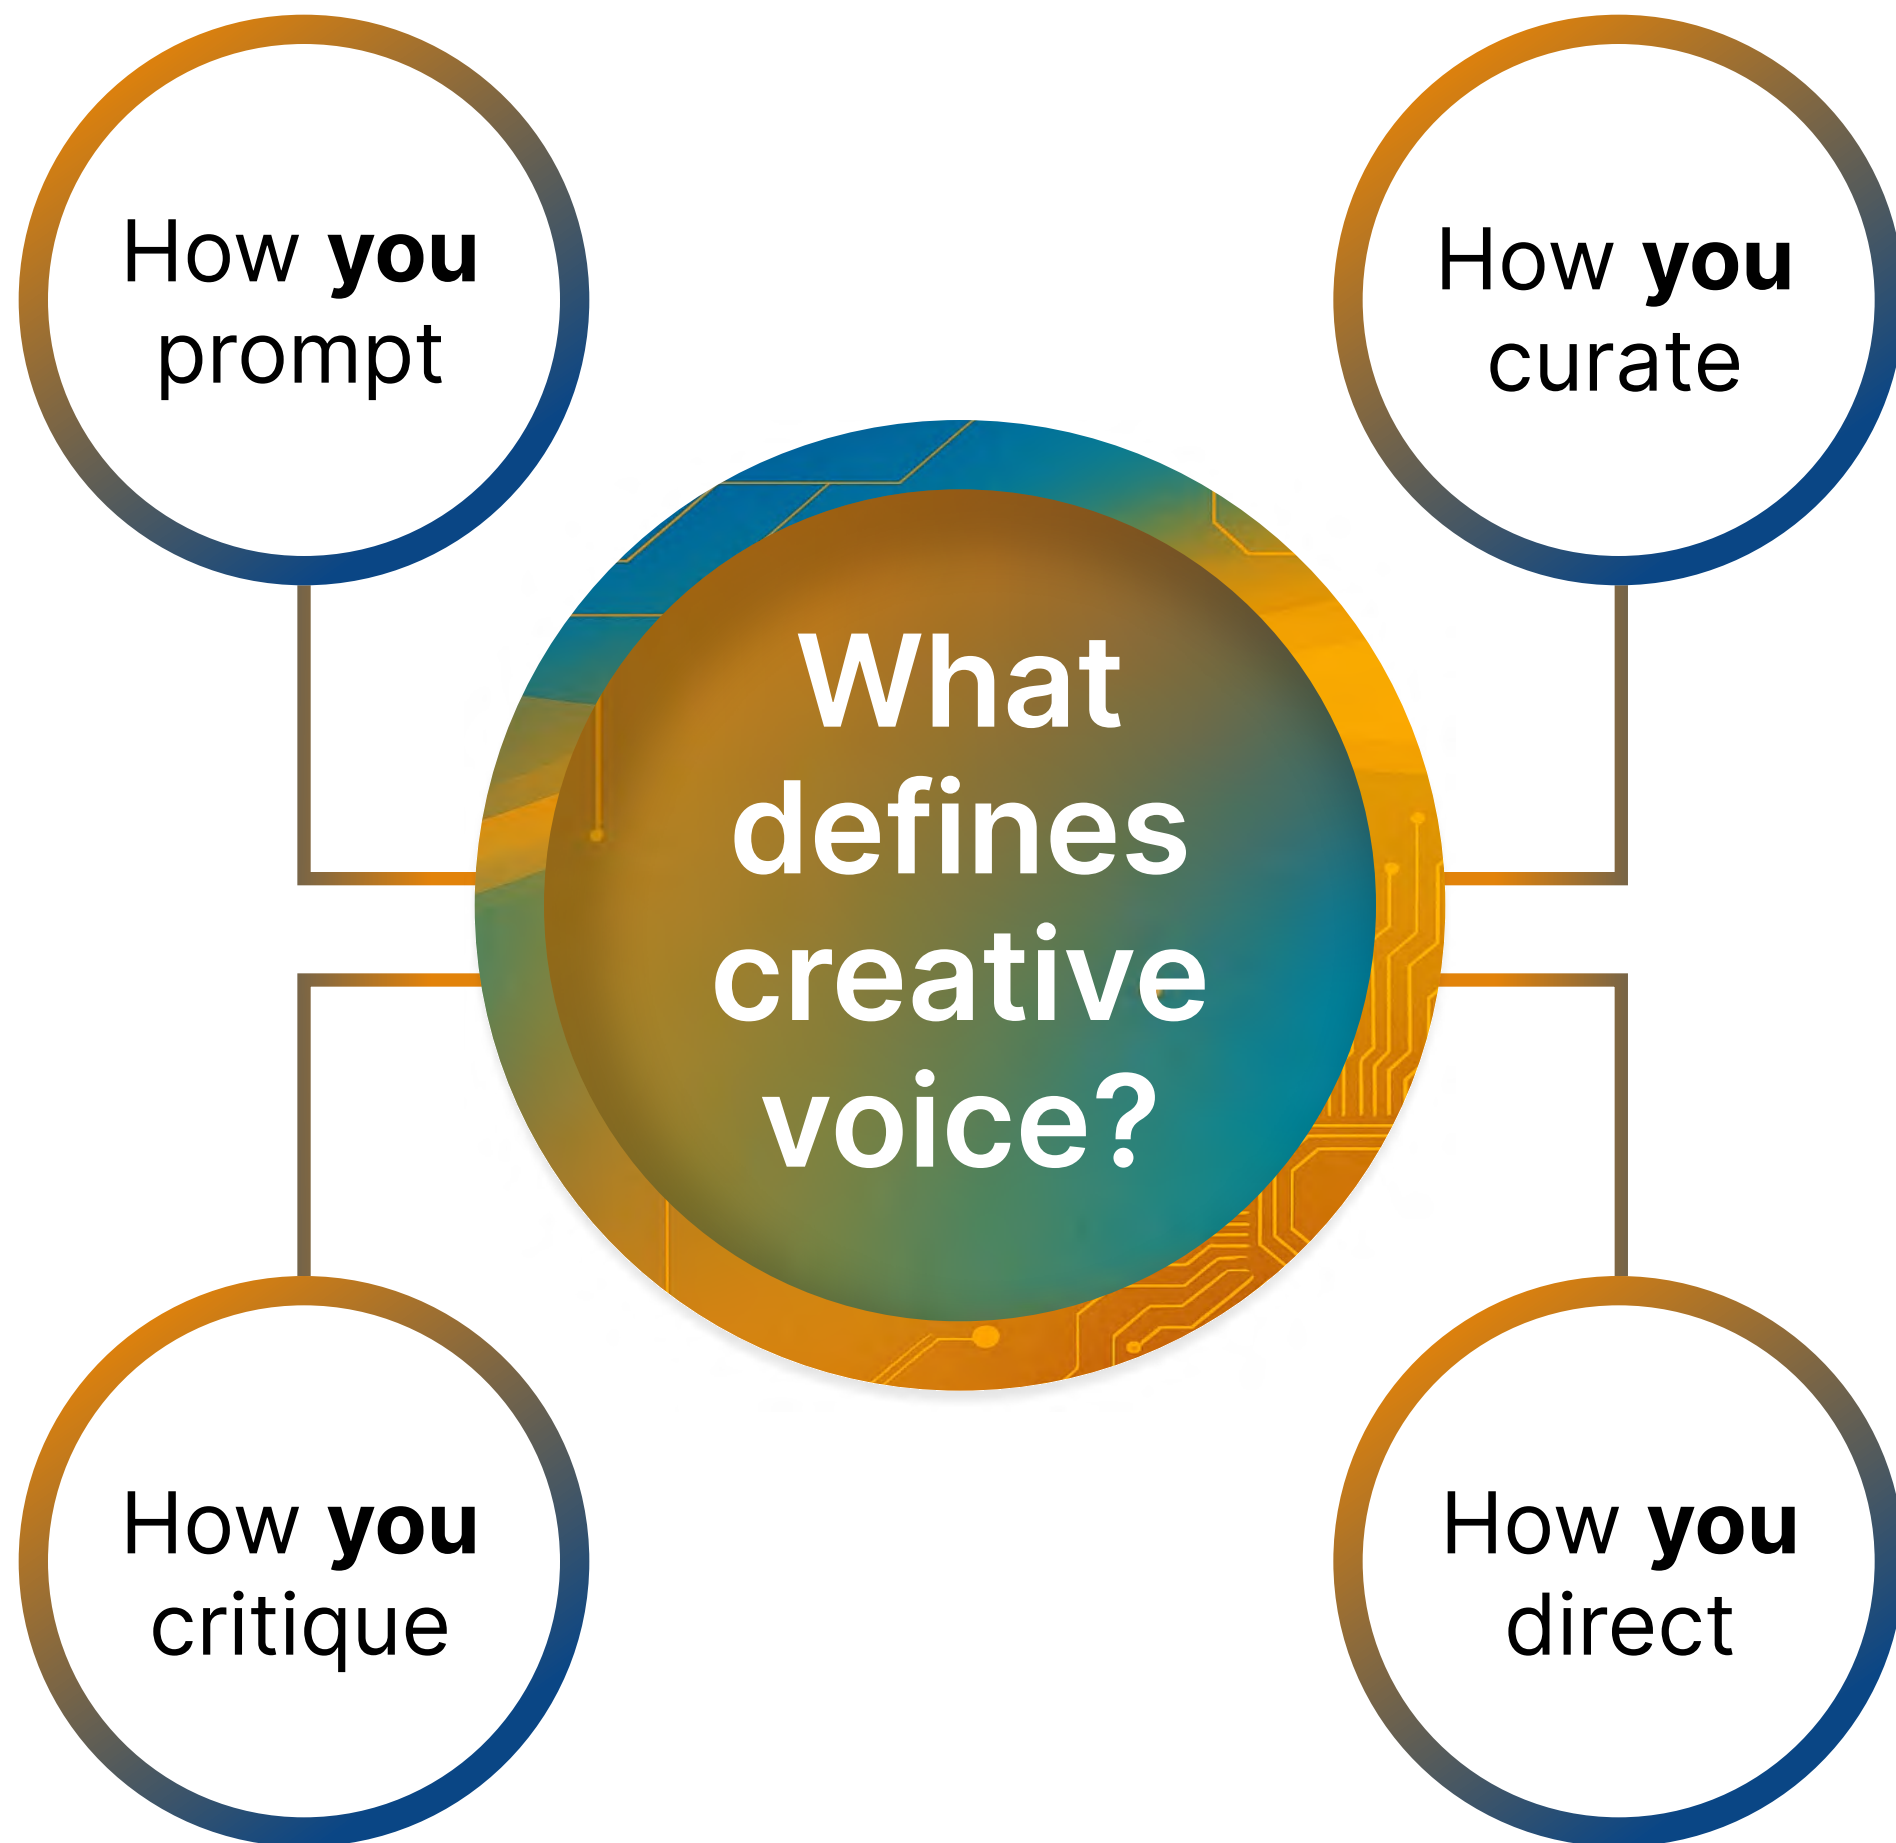 How you
prompt
How you
curate
What
defines
creative
voice?
How you
critique
How you
direct